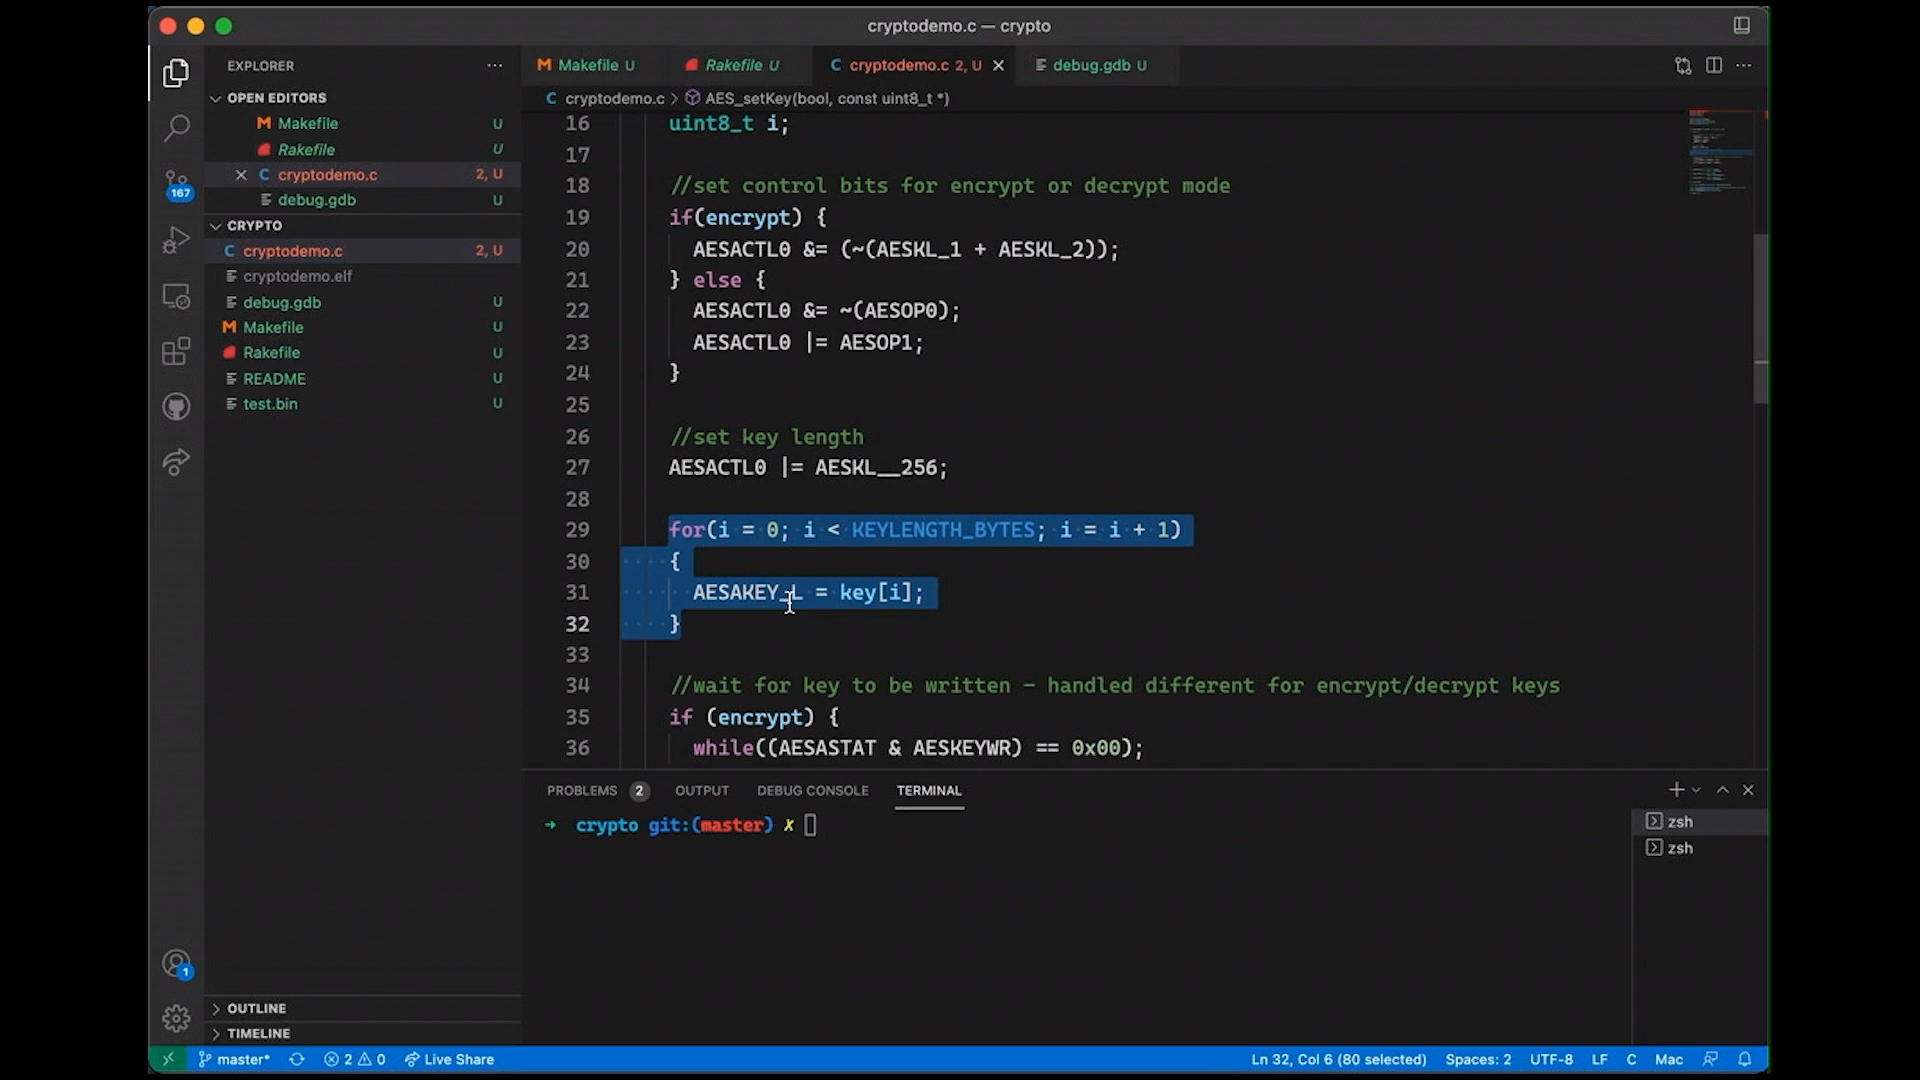 cryptodemo.c — crypto
EXPLORER
Makefile U
Rakefile U
cryptodemo.c 2, U
debug.gdb U
OPEN EDITORS
cryptodemo.c > AES_setKey(bool, const uint8_t *)
Makefile U
Rakefile U
cryptodemo.c 2, U
debug.gdb U
167
CRYPTO
cryptodemo.c 2, U
cryptodemo.elf
debug.gdb U
Makefile U
Rakefile U
README U
test.bin U
16 uint8_t i;
17
18 //set control bits for encrypt or decrypt mode
19 if(encrypt) {
20 AESACTL0 &= (~(AESKL_1 + AESKL_2));
21 } else {
22 AESACTL0 &= ~(AESOP0);
23 AESACTL0 |= AESOP1;
24 }
25
26 //set key length
27 AESACTL0 |= AESKL__256;
28
29 for(i = 0; i < KEYLENGTH_BYTES; i = i + 1)
30 {
31 AESAKEY_L = key[i];
32 }
33
34 //wait for key to be written - handled different for encrypt/decrypt keys
35 if (encrypt) {
36 while((AESASTAT & AESKEYWR) == 0x00);
PROBLEMS 2 OUTPUT DEBUG CONSOLE TERMINAL
→ crypto git:(master) ✗
zsh
zsh
1
OUTLINE
TIMELINE
master* 2 0 Live Share
Ln 32, Col 6 (80 selected) Spaces: 2 UTF-8 LF C Mac